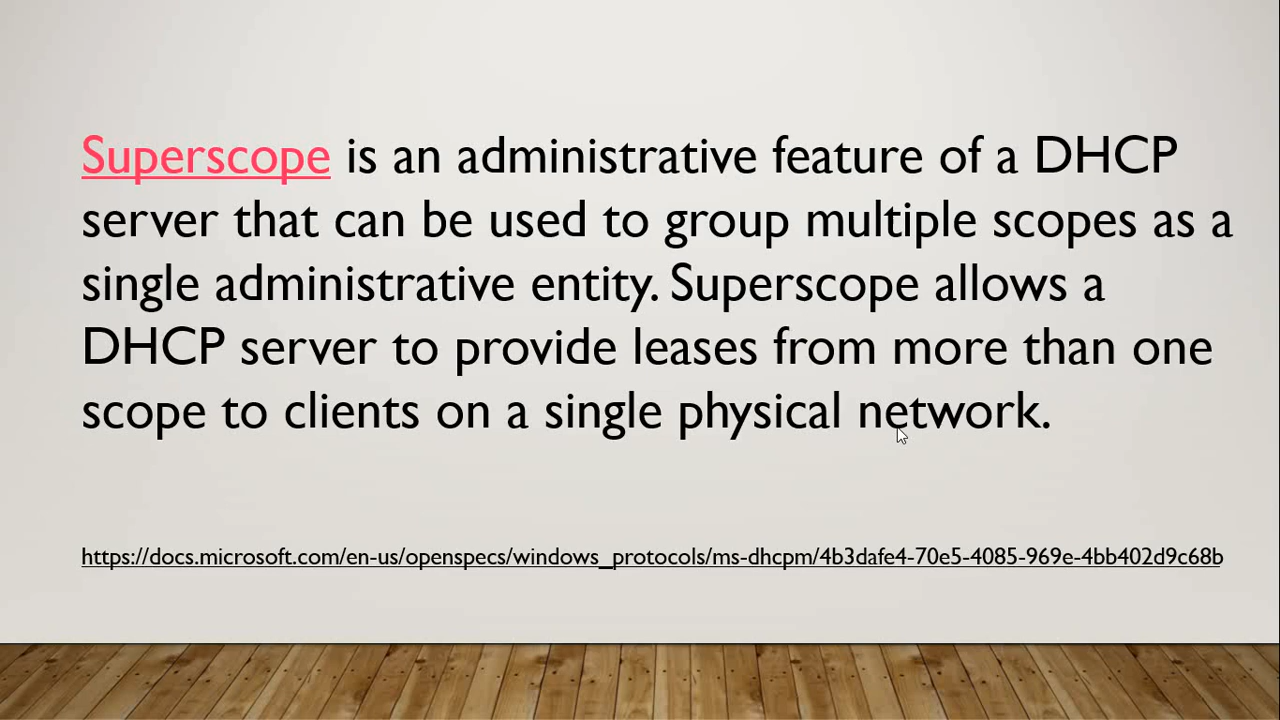 Superscope is an administrative feature of a DHCP
server that can be used to group multiple scopes as a
single administrative entity. Superscope allows a
DHCP server to provide leases from more than one
scope to clients on a single physical network.
https://docs.microsoft.com/en-us/openspecs/windows_protocols/ms-dhcpm/4b3dafe4-70e5-4085-969e-4bb402d9c68b